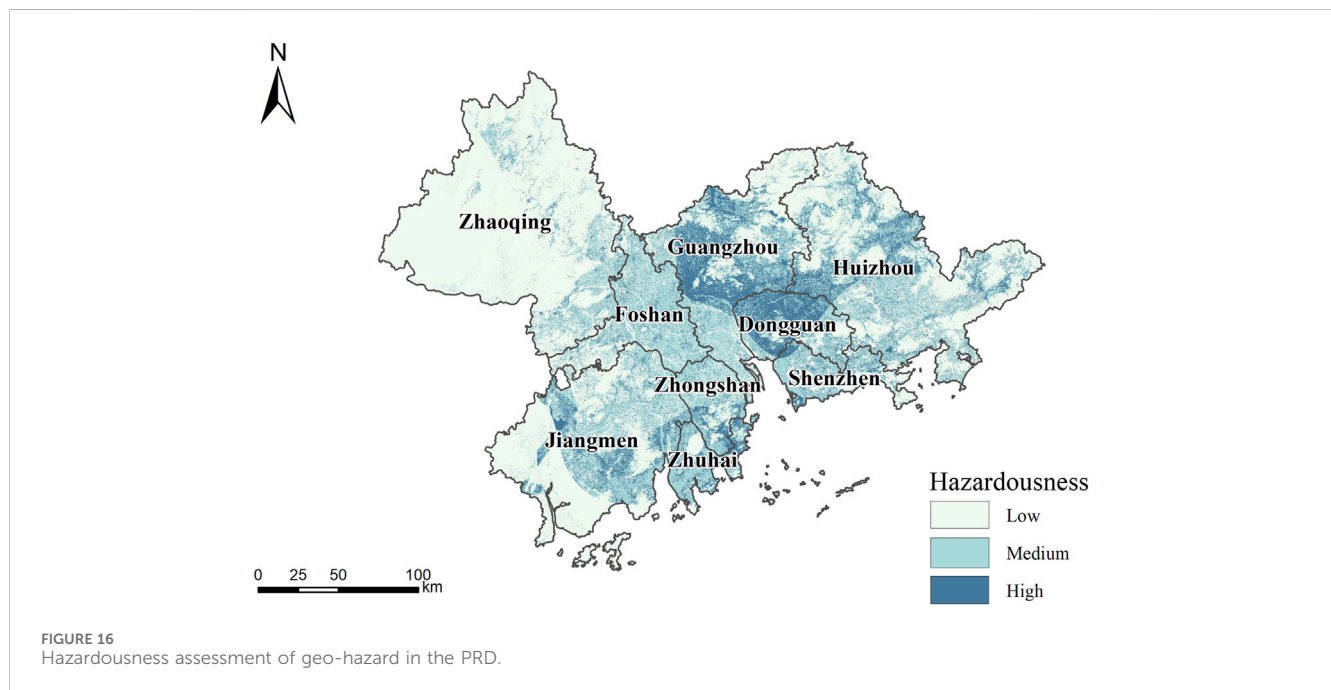 N
Zhaoqing
Guangzhou
Huizhou
Foshan
Dongguan
Shenzhen
Zhongshan
Jiangmen
Zhuhai
Hazardousness
Low
Medium
High
0 25 50 100
km
FIGURE 16
Hazardousness assessment of geo-hazard in the PRD.